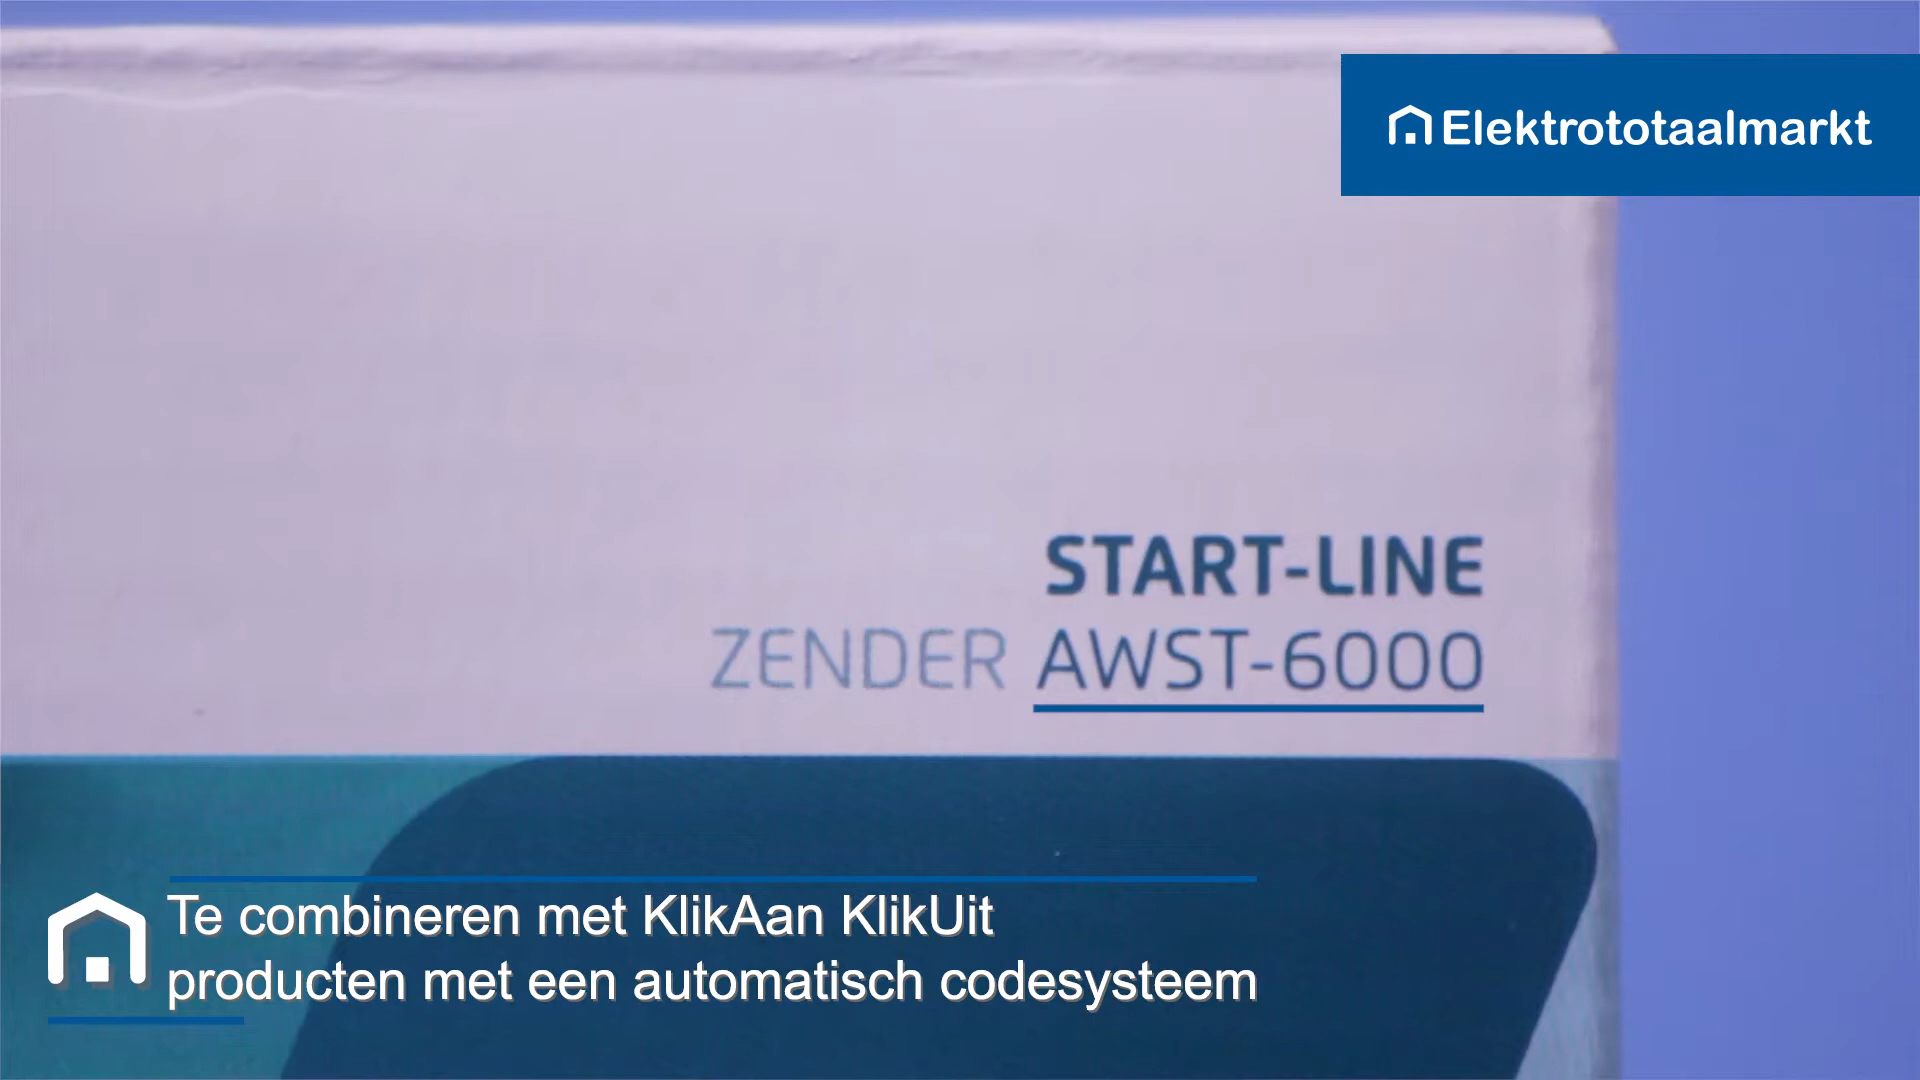 Elektrototaalmarkt
START-LINE
ZENDER AWST-6000
Te combineren met KlikAan KlikUit
producten met een automatisch codesysteem